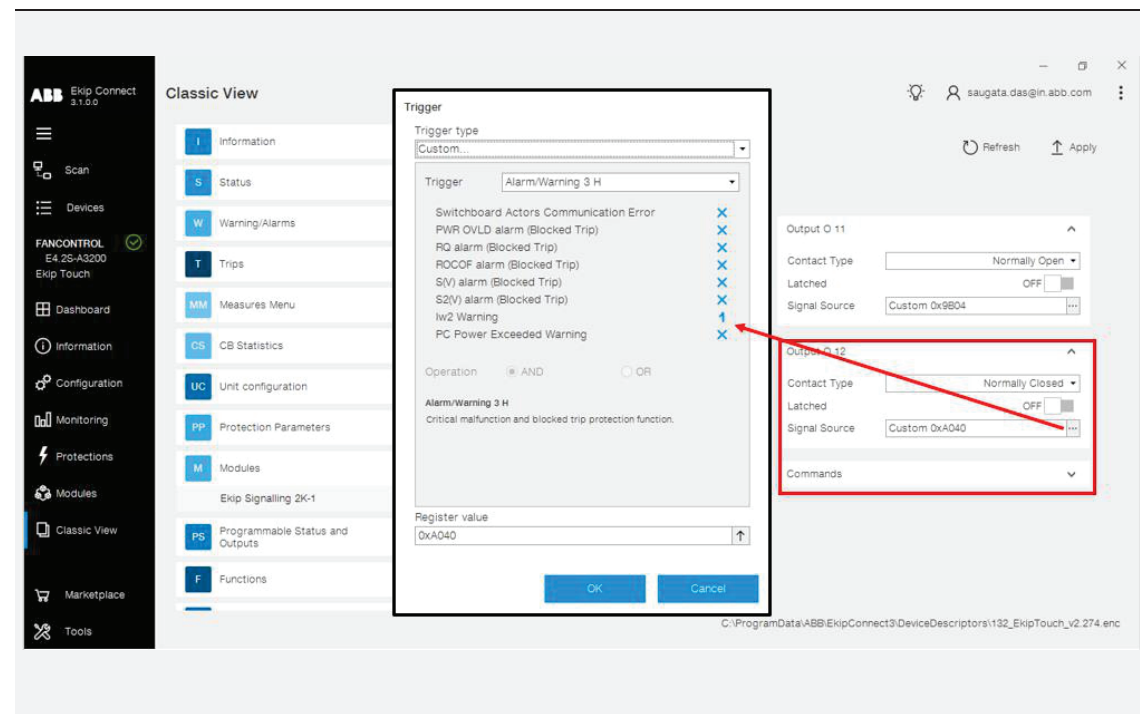 ABB Ekip Connect
3.1.0.0
Scan
Devices
FANCONTROL
E4.2S-A3200
Ekip Touch
Dashboard
Information
Configuration
Monitoring
Protections
Modules
Classic View
Marketplace
Tools
Classic View
I Information
S Status
W Warning/Alarms
T Trips
MM Measures Menu
CS CB Statistics
UC Unit configuration
PP Protection Parameters
M Modules
Ekip Signalling 2K-1
PS Programmable Status and
Outputs
F Functions
Trigger
Trigger type
Custom...
Trigger Alarm/Warning 3 H
Switchboard Actors Communication Error X
PWR OVLD alarm (Blocked Trip) X
RQ alarm (Blocked Trip) X
ROCOF alarm (Blocked Trip) X
S(V) alarm (Blocked Trip) X
S2(V) alarm (Blocked Trip) X
Iw2 Warning 1
PC Power Exceeded Warning X
Operation AND OR
Alarm/Warning 3 H
Critical malfunction and blocked trip protection function.
Register value
0xA040
OK Cancel
saugata.das@in.abb.com
Refresh Apply
Output O 11
Contact Type Normally Open
Latched OFF
Signal Source Custom 0x9B04 ...
Output O 12
Contact Type Normally Closed
Latched OFF
Signal Source Custom 0xA040 ...
Commands
C:\ProgramData\ABB\EkipConnect3\DeviceDescriptors\132_EkipTouch_v2.274.enc